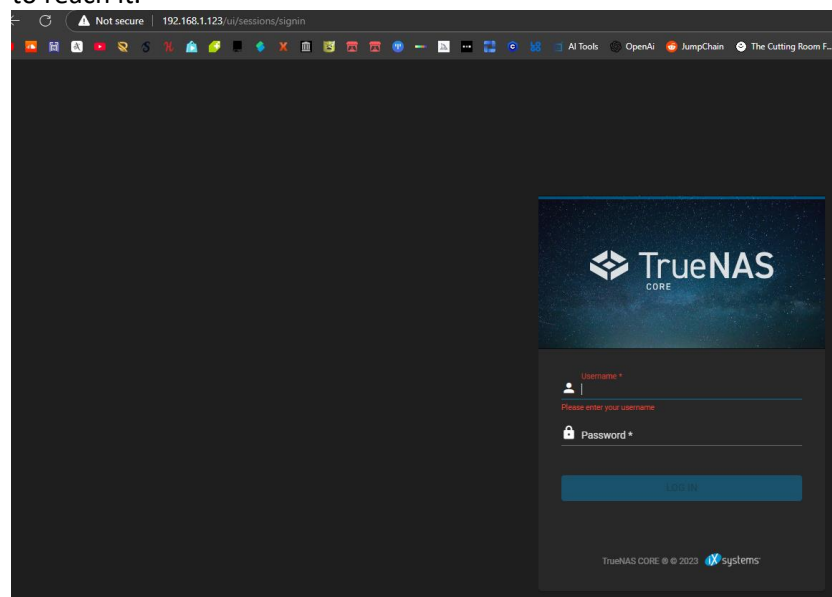 to reach it.
Not secure 192.168.1.123/ui/sessions/signin
AI Tools OpenAi JumpChain The Cutting Room F...
TrueNAS
CORE
Username *
Please enter your username
Password *
LOG IN
TrueNAS CORE ® © 2023 iX systems